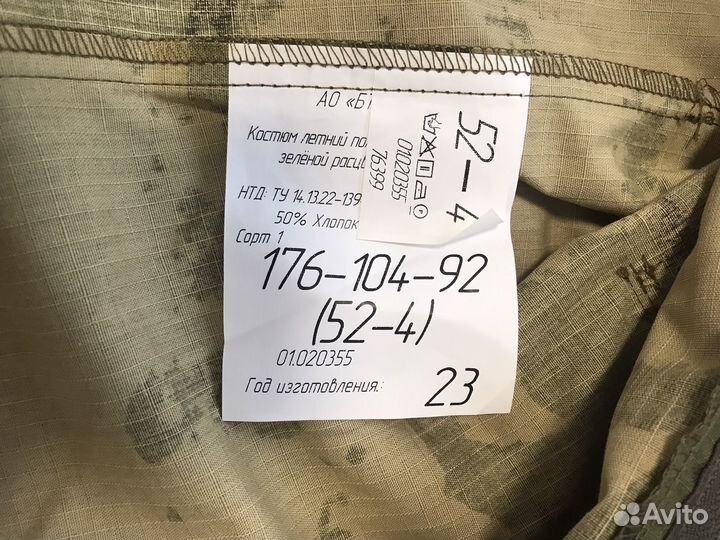 АО «БТ
Костюм летний по
зелёной расц
НТД: ТУ 14.13.22-139
50% Хлопок
Сорт 1
176-104-92
(52-4)
01.020355
Год изготовления: 23
52-4
01020355
76399
Avito